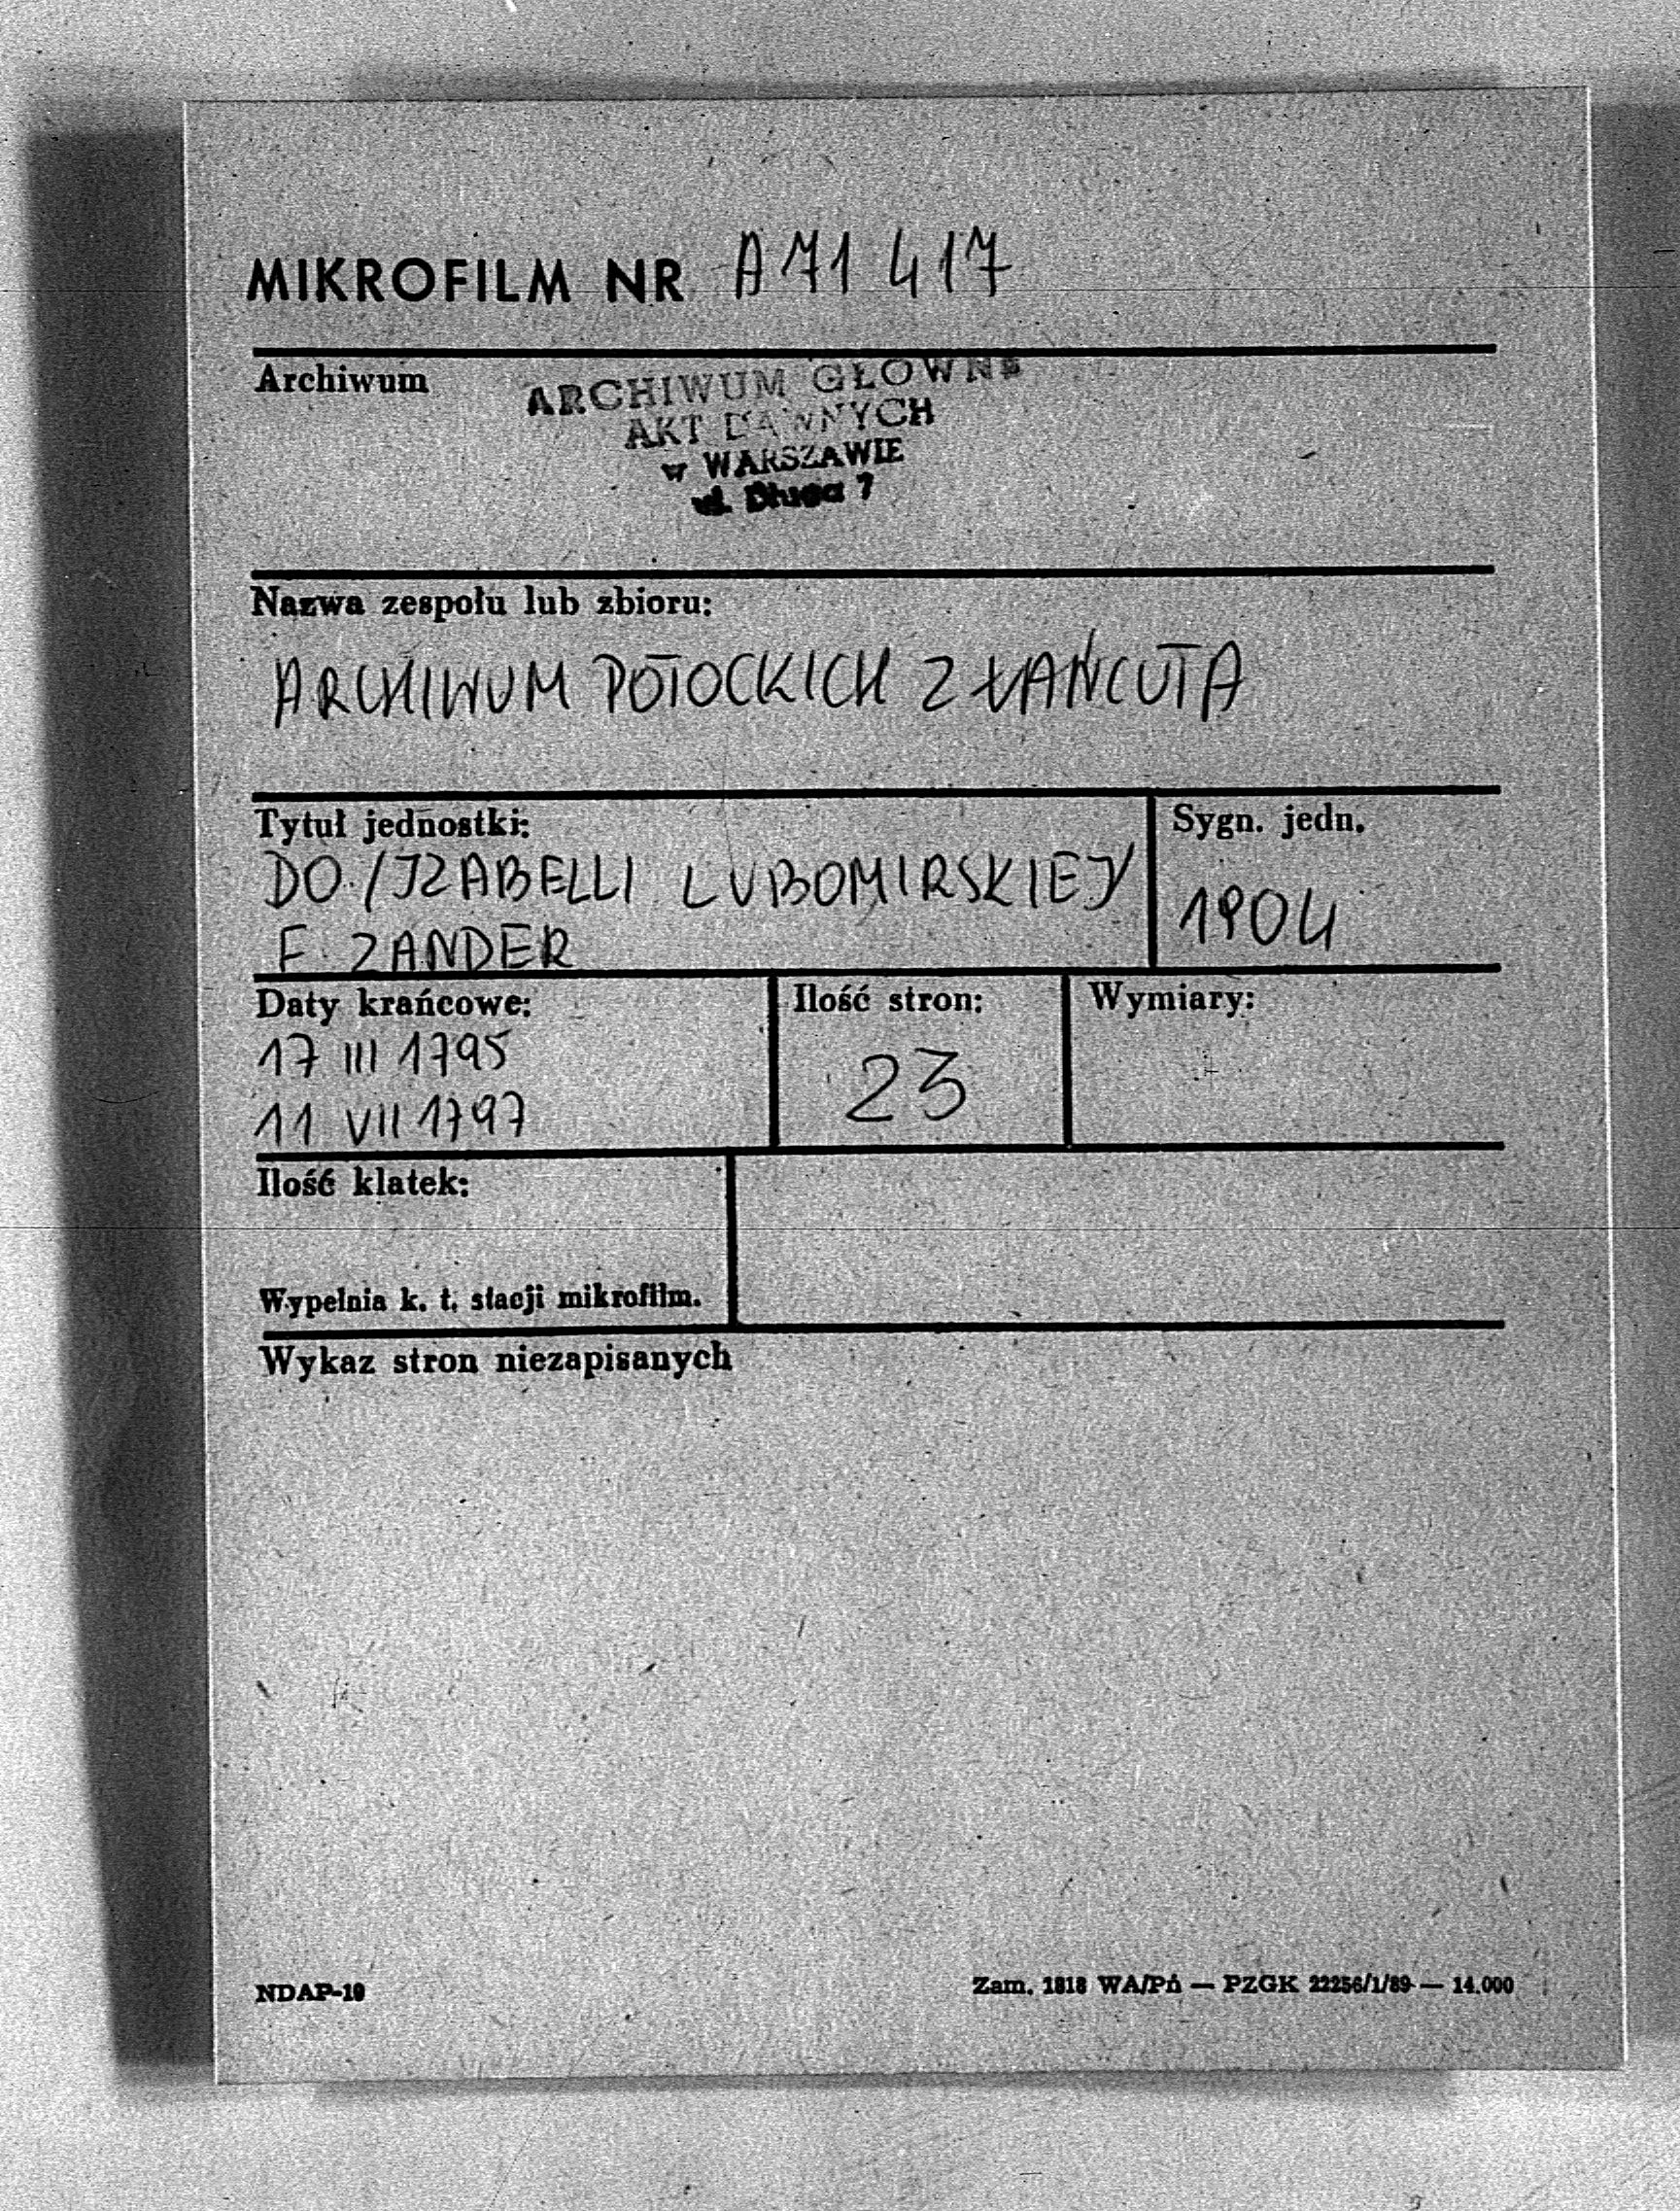 MIKROFILM NR A 71 417
Archiwum
ARCHIWUM GŁOWNE
AKT DAWNYCH
w WARSZAWIE
ul. Długa 7
Nazwa zespołu lub zbioru:
ARCHIWUM POTOCKICH Z ŁAŃCUTA
Tytuł jednostki:
DO /IZABELLI LUBOMIRSKIEJ/
F. ZANDER
Sygn. jedn.
1904
Daty krańcowe:
17 III 1795
11 VII 1797
Ilość stron:
23
Wymiary:
Ilość klatek:
Wypełnia k. t. stacji mikrofilm.
Wykaz stron niezapisanych
NDAP-10
Zam. 1818 WA/Pń — PZGK 22256/1/89 — 14.000